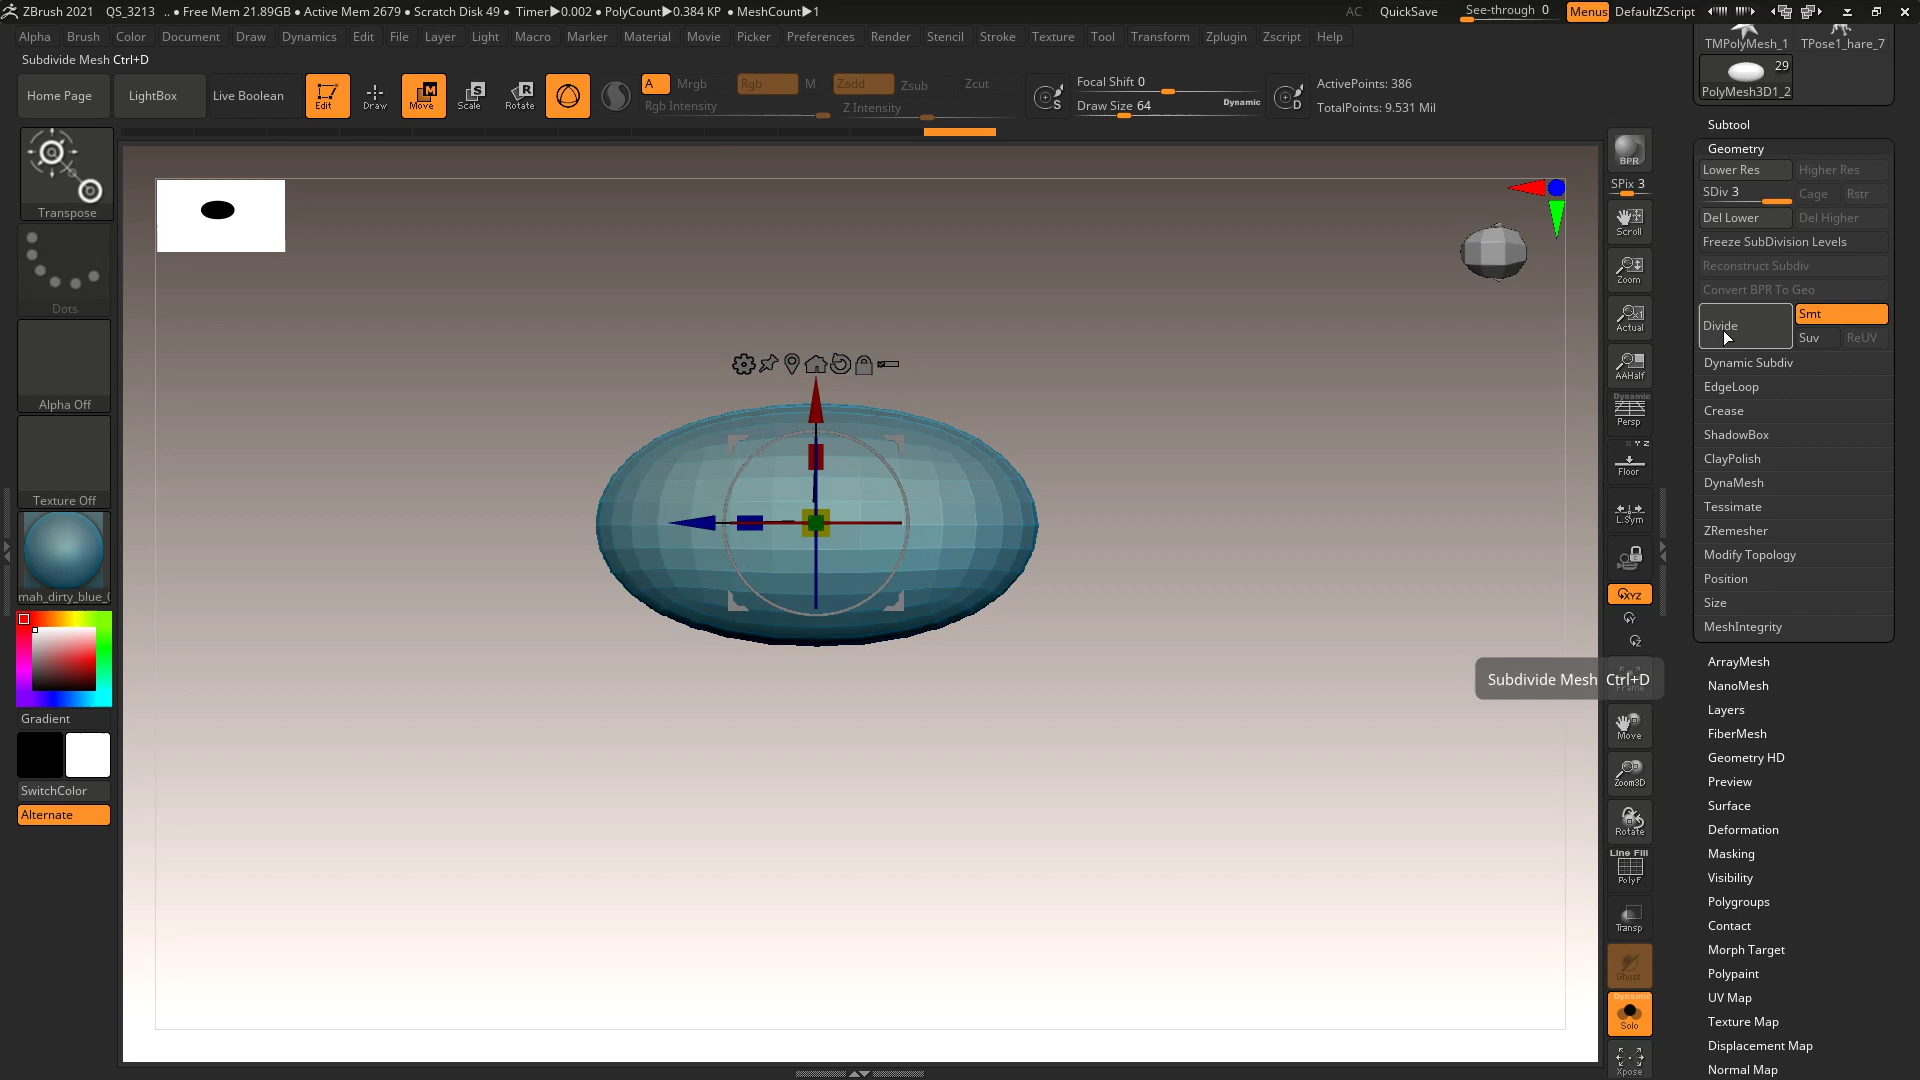 ZBrush 2021 QS_3213 .. ● Free Mem 21.89GB ● Active Mem 2679 ● Scratch Disk 49 ● Timer▶0.002 ● PolyCount▶0.384 KP ● MeshCount▶1 AC QuickSave See-through 0 Menus DefaultZScript
Alpha Brush Color Document Draw Dynamics Edit File Layer Light Macro Marker Material Movie Picker Preferences Render Stencil Stroke Texture Tool Transform Zplugin Zscript Help
Subdivide Mesh Ctrl+D
Home Page LightBox Live Boolean Edit Draw Move Scale Rotate A Mrgb Rgb M Zadd Zsub Zcut
Rgb Intensity Z Intensity
Focal Shift 0
Draw Size 64 Dynamic
ActivePoints: 386
TotalPoints: 9.531 Mil
Transpose
Dots
Alpha Off
Texture Off
mah_dirty_blue_0
Gradient
SwitchColor
Alternate
BPR
SPix 3
Scroll
Zoom
Actual
AAHalf
Dynamic
Persp
Floor
L.Sym
XYZ
Frame
Move
Zoom3D
Rotate
Line Fill
PolyF
Transp
Ghost
Dynamic
Solo
Xpose
Subdivide Mesh Ctrl+D
TMPolyMesh_1 TPose1_hare_7
29
PolyMesh3D1_2
Subtool
Geometry
Lower Res Higher Res
SDiv 3 Cage Rstr
Del Lower Del Higher
Freeze SubDivision Levels
Reconstruct Subdiv
Convert BPR To Geo
Divide Smt
Suv ReUV
Dynamic Subdiv
EdgeLoop
Crease
ShadowBox
ClayPolish
DynaMesh
Tessimate
ZRemesher
Modify Topology
Position
Size
MeshIntegrity
ArrayMesh
NanoMesh
Layers
FiberMesh
Geometry HD
Preview
Surface
Deformation
Masking
Visibility
Polygroups
Contact
Morph Target
Polypaint
UV Map
Texture Map
Displacement Map
Normal Map